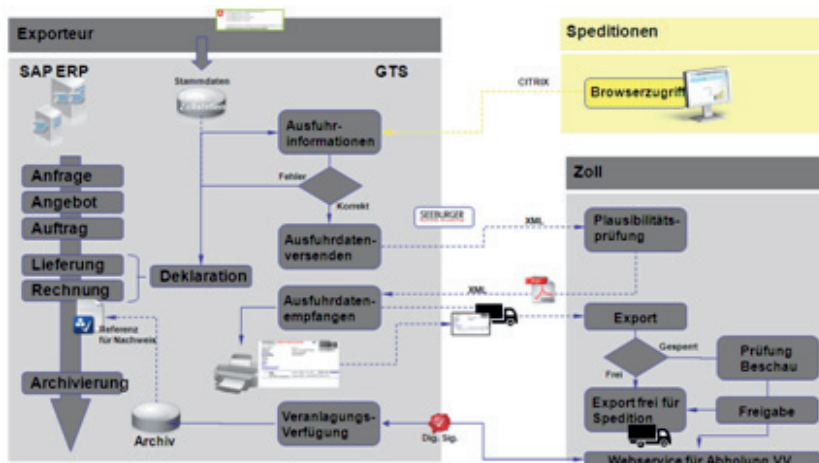 Exporteur
SAP ERP
GTS
Stammdaten
Anfrage
Angebot
Auftrag
Lieferung
Rechnung
Deklaration
Referenz
für Nachweis
Archivierung
Archiv
Ausfuhr-
informationen
Fehler
Korrekt
Ausfuhrdaten-
versenden
Ausfuhrdaten-
empfangen
Veranlagungs-
Verfügung
Dig. Sig.
SEEBURGER
XML
XML
PDF
CITRIX
Speditionen
Browserzugriff
Zoll
Plausibilitäts-
prüfung
Export
Gesperrt
Frei
Prüfung
Beschau
Export frei für
Spedition
Freigabe
Webservice für Abholung VV